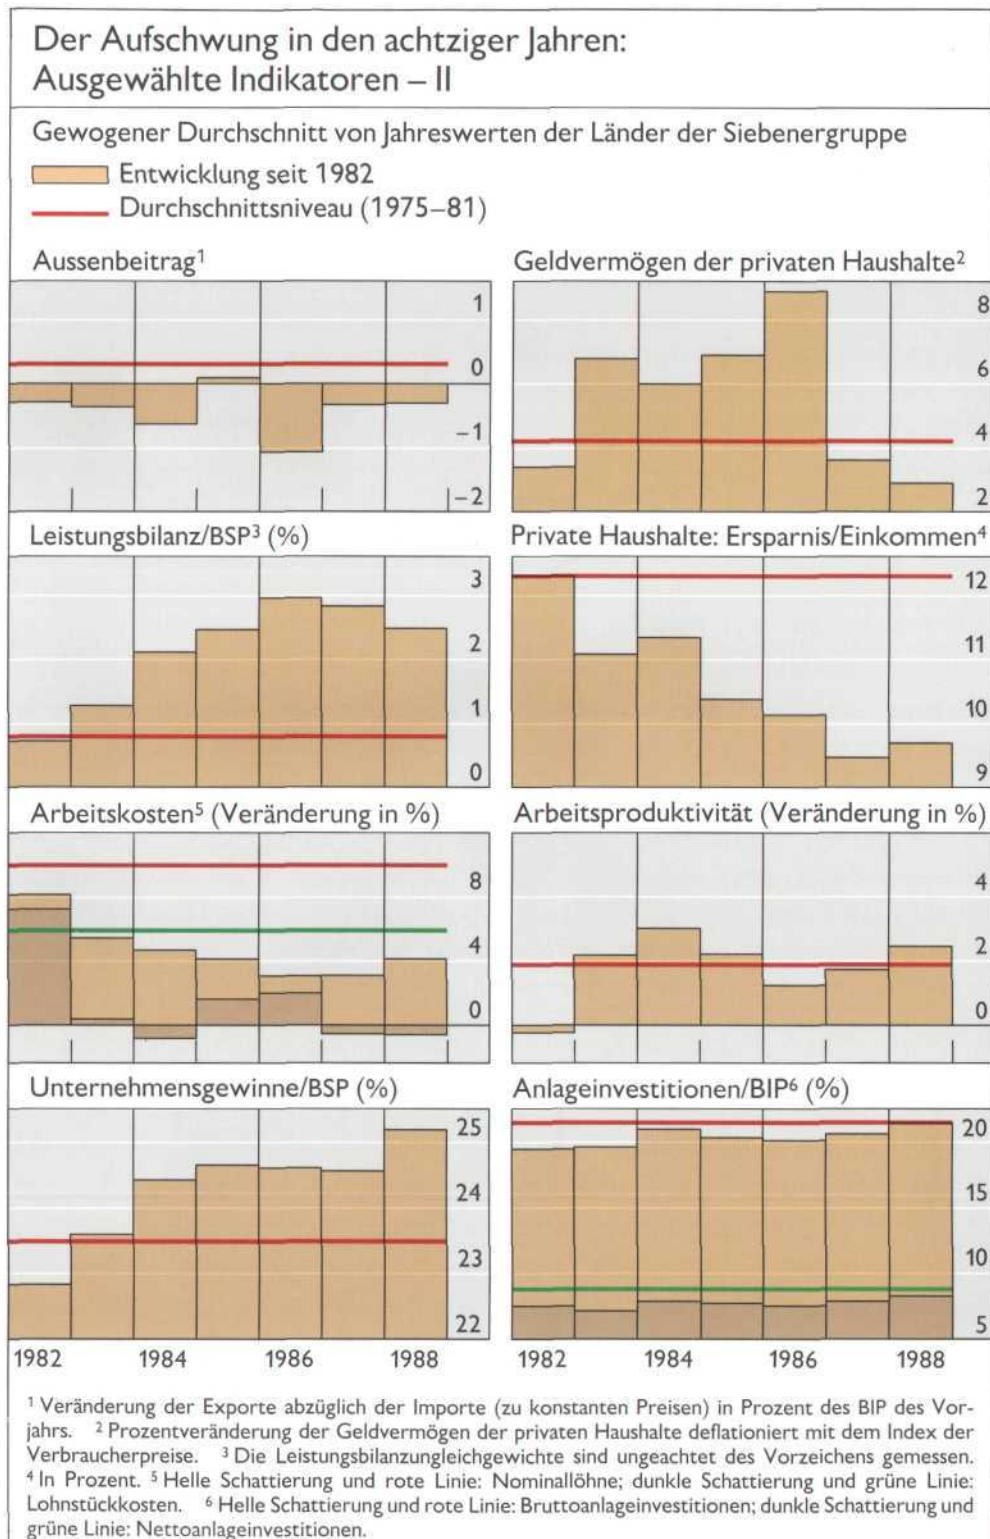 Der Aufschwung in den achtziger Jahren:
Ausgewählte Indikatoren – II
Gewogener Durchschnitt von Jahreswerten der Länder der Siebenergruppe
Entwicklung seit 1982
Durchschnittsniveau (1975–81)
Aussenbeitrag¹
1
0
–1
–2
Geldvermögen der privaten Haushalte²
8
6
4
2
Leistungsbilanz/BSP³ (%)
3
2
1
0
Private Haushalte: Ersparnis/Einkommen⁴
12
11
10
9
Arbeitskosten⁵ (Veränderung in %)
8
4
0
Arbeitsproduktivität (Veränderung in %)
4
2
0
Unternehmensgewinne/BSP (%)
25
24
23
22
1982 1984 1986 1988
Anlageinvestitionen/BIP⁶ (%)
20
15
10
5
1982 1984 1986 1988
¹ Veränderung der Exporte abzüglich der Importe (zu konstanten Preisen) in Prozent des BIP des Vor-
jahrs. ² Prozentveränderung der Geldvermögen der privaten Haushalte deflationiert mit dem Index der
Verbraucherpreise. ³ Die Leistungsbilanzungleichgewichte sind ungeachtet des Vorzeichens gemessen.
⁴ In Prozent. ⁵ Helle Schattierung und rote Linie: Nominallöhne; dunkle Schattierung und grüne Linie:
Lohnstückkosten. ⁶ Helle Schattierung und rote Linie: Bruttoanlageinvestitionen; dunkle Schattierung und
grüne Linie: Nettoanlageinvestitionen.